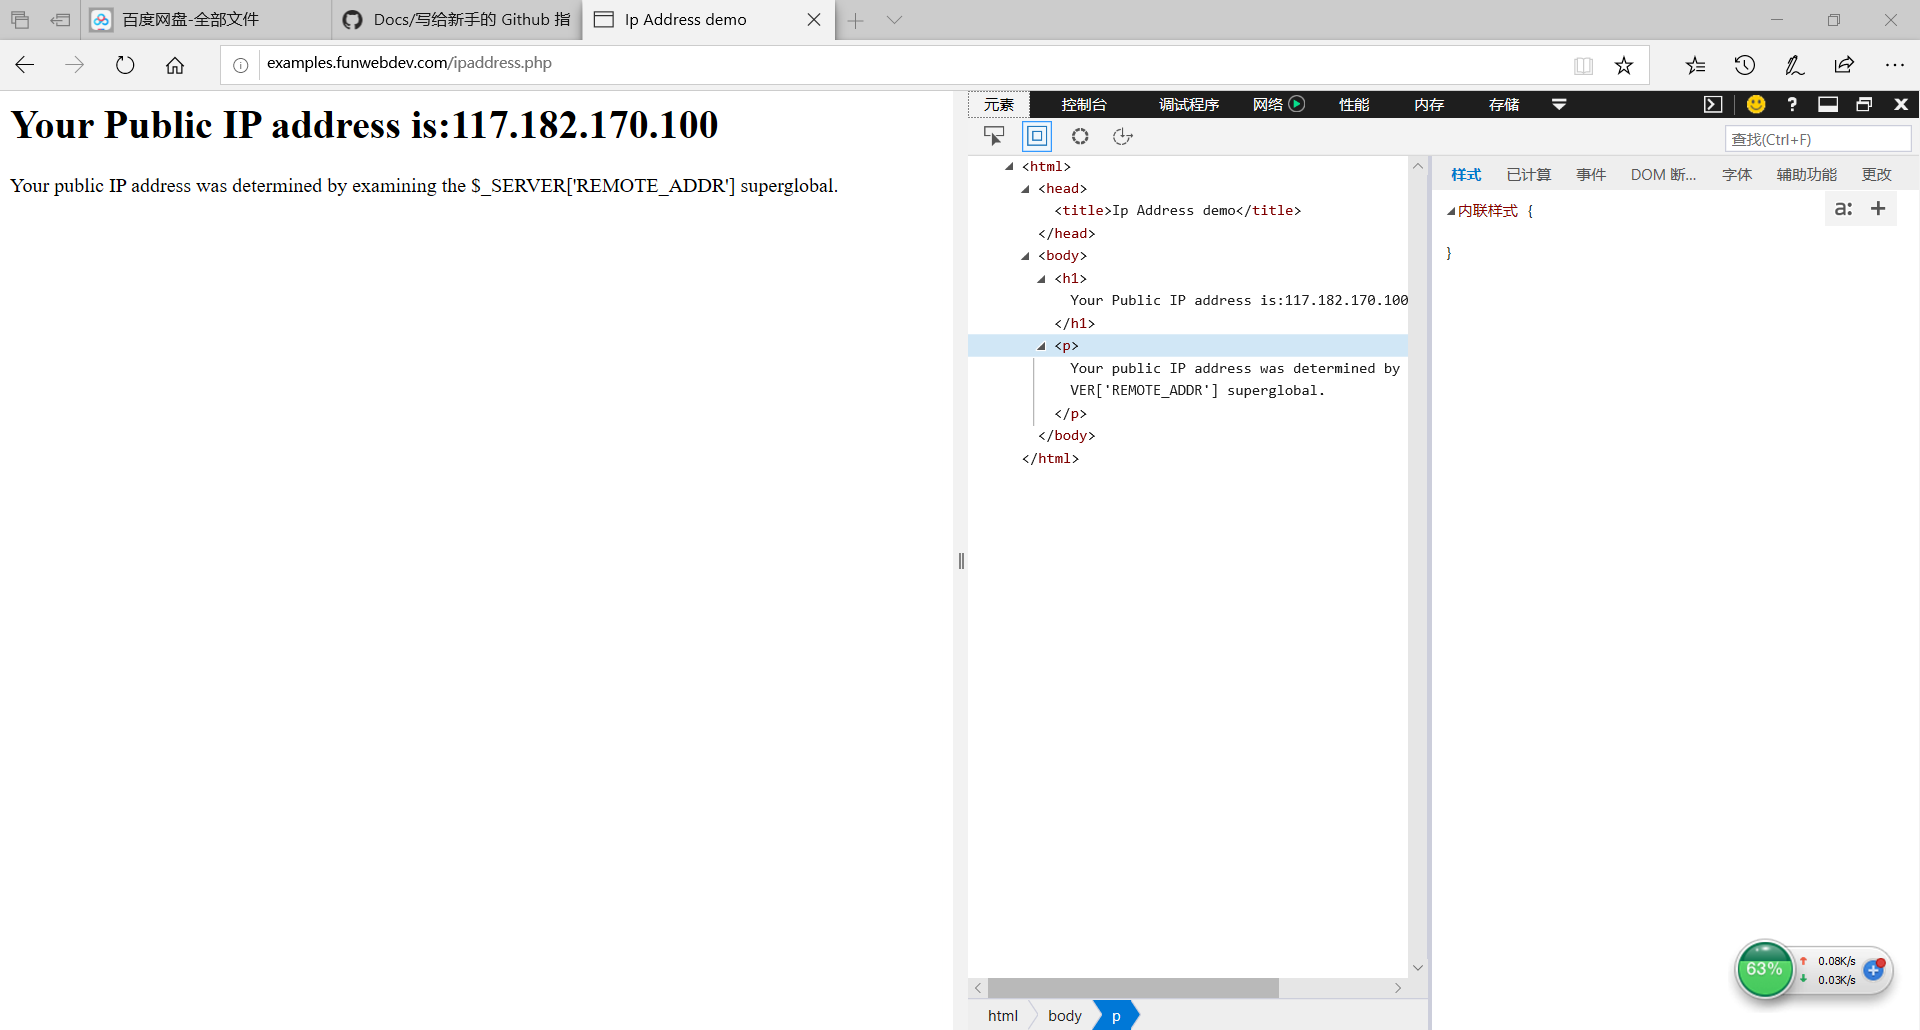 百度网盘-全部文件
Docs/写给新手的 Github 指
Ip Address demo
examples.funwebdev.com/ipaddress.php
Your Public IP address is:117.182.170.100
Your public IP address was determined by examining the $_SERVER['REMOTE_ADDR'] superglobal.
元素 控制台 调试程序 网络 性能 内存 存储
查找(Ctrl+F)
<html>
<head>
<title>Ip Address demo</title>
</head>
<body>
<h1>
Your Public IP address is:117.182.170.100
</h1>
<p>
Your public IP address was determined by
VER['REMOTE_ADDR'] superglobal.
</p>
</body>
</html>
html body p
样式 已计算 事件 DOM 断... 字体 辅助功能 更改
内联样式 {
a: +
}
63%
0.08K/s
0.03K/s